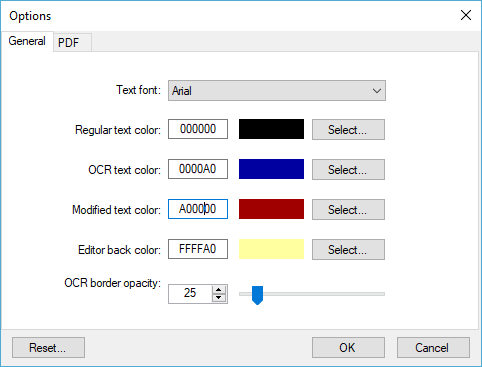 Options
General PDF
Text font: Arial
Regular text color: 000000 Select...
OCR text color: 0000A0 Select...
Modified text color: A00000 Select...
Editor back color: FFFFA0 Select...
OCR border opacity: 25
Reset... OK Cancel